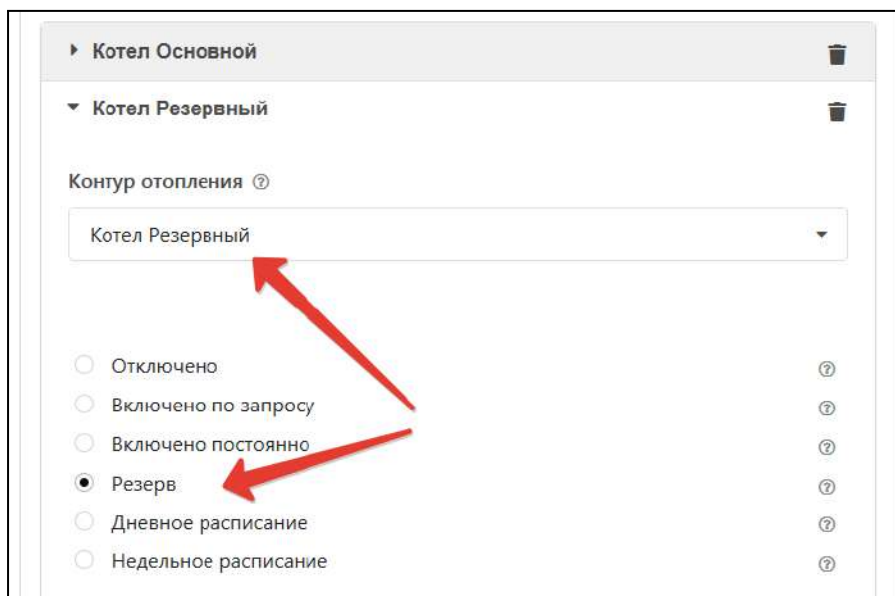 Котел Основной
Котел Резервный
Контур отопления
Котел Резервный
Отключено
Включено по запросу
Включено постоянно
Резерв
Дневное расписание
Недельное расписание